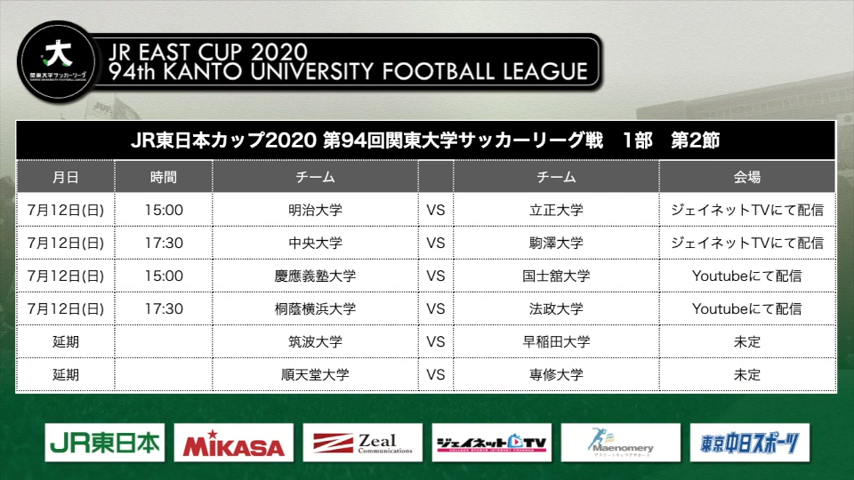 大
関東大学サッカーリーグ
JR EAST CUP 2020
94th KANTO UNIVERSITY FOOTBALL LEAGUE
JR東日本カップ2020 第94回関東大学サッカーリーグ戦　1部　第2節
月日 時間 チーム チーム 会場
7月12日(日) 15:00 明治大学 VS 立正大学 ジェイネットTVにて配信
7月12日(日) 17:30 中央大学 VS 駒澤大学 ジェイネットTVにて配信
7月12日(日) 15:00 慶應義塾大学 VS 国士舘大学 Youtubeにて配信
7月12日(日) 17:30 桐蔭横浜大学 VS 法政大学 Youtubeにて配信
延期 筑波大学 VS 早稲田大学 未定
延期 順天堂大学 VS 専修大学 未定
JR東日本 MIKASA Zeal Communications ジェイネットTV Maenomery 東京中日スポーツ